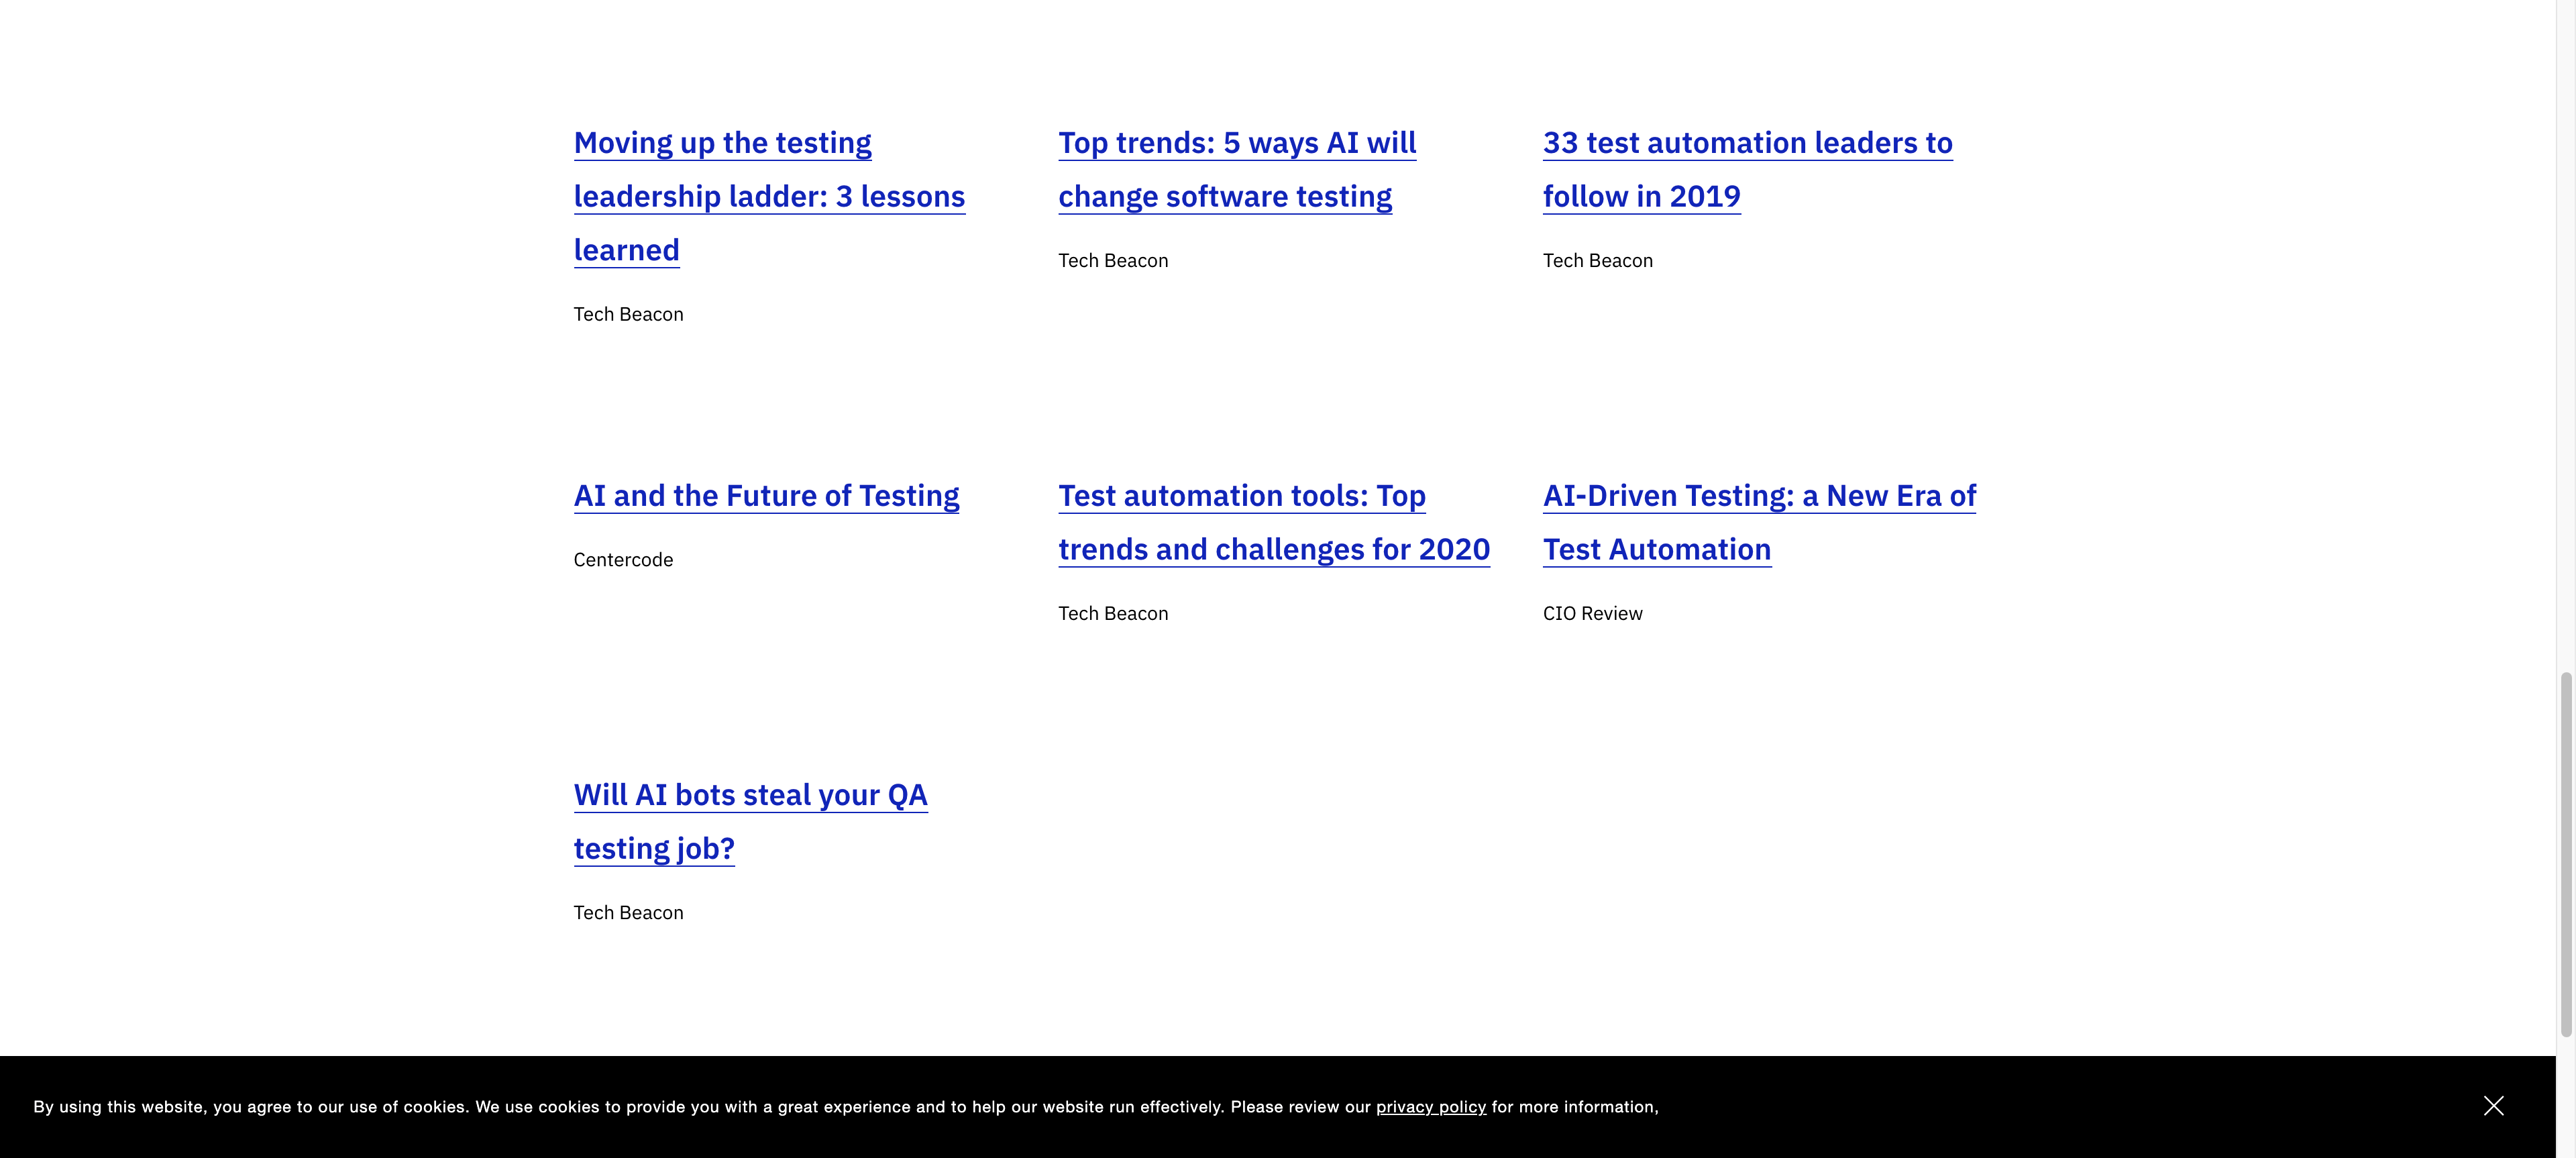 Moving up the testing
leadership ladder: 3 lessons
learned
Tech Beacon
Top trends: 5 ways AI will
change software testing
Tech Beacon
33 test automation leaders to
follow in 2019
Tech Beacon
AI and the Future of Testing
Centercode
Test automation tools: Top
trends and challenges for 2020
Tech Beacon
AI-Driven Testing: a New Era of
Test Automation
CIO Review
Will AI bots steal your QA
testing job?
Tech Beacon
By using this website, you agree to our use of cookies. We use cookies to provide you with a great experience and to help our website run effectively. Please review our privacy policy for more information,